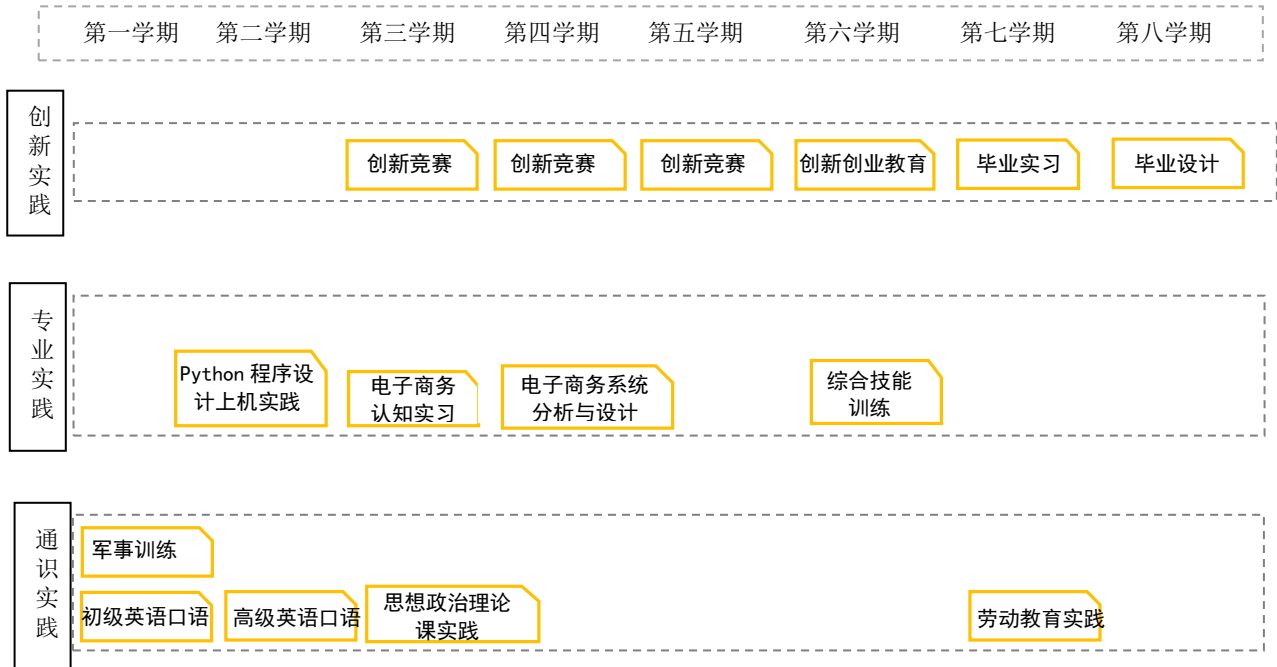 第一学期 第二学期 第三学期 第四学期 第五学期 第六学期 第七学期 第八学期
创新实践
创新竞赛 创新竞赛 创新竞赛 创新创业教育 毕业实习 毕业设计
专业实践
Python 程序设
计上机实践
电子商务
认知实习
电子商务系统
分析与设计
综合技能
训练
通识实践
军事训练
初级英语口语 高级英语口语
思想政治理论
课实践
劳动教育实践